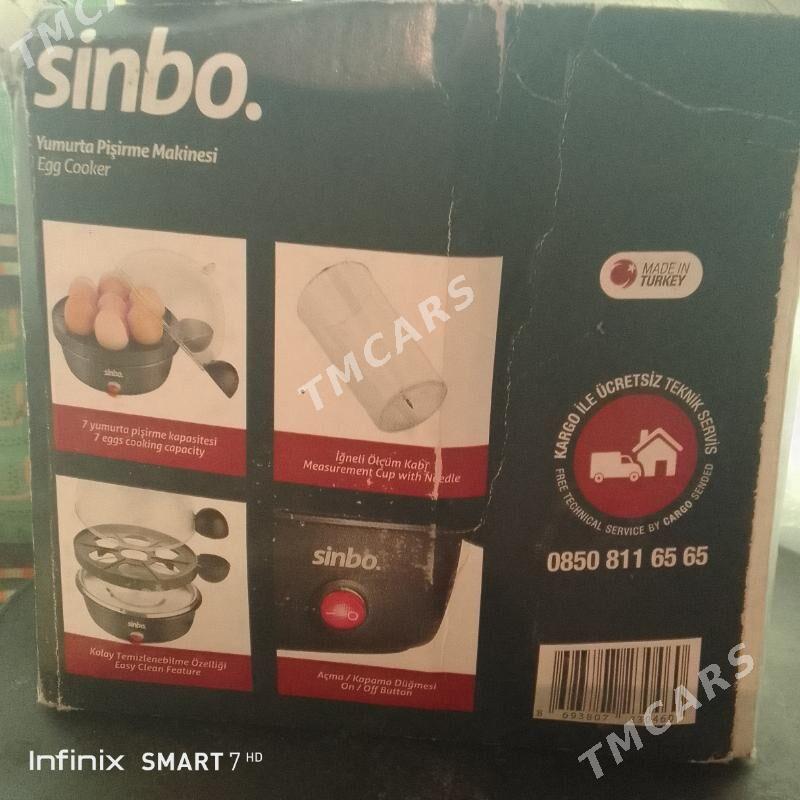 sinbo.
Yumurta Pişirme Makinesi
Egg Cooker
MADE IN
TURKEY
sinbo.
7 yumurta pişirme kapasitesi
7 eggs cooking capacity
İğneli Ölçüm Kabı
Measurement Cup with Needle
KARGO İLE ÜCRETSİZ TEKNİK SERVİS
FREE TECHNICAL SERVICE BY CARGO SENDED
0850 811 65 65
sinbo.
Kolay Temizlenebilme Özelliği
Easy Clean Feature
sinbo.
Açma / Kapama Düğmesi
On / Off Button
8 693807
Infinix SMART 7 HD
TMCARS
TMCARS
TMCARS
TMCARS